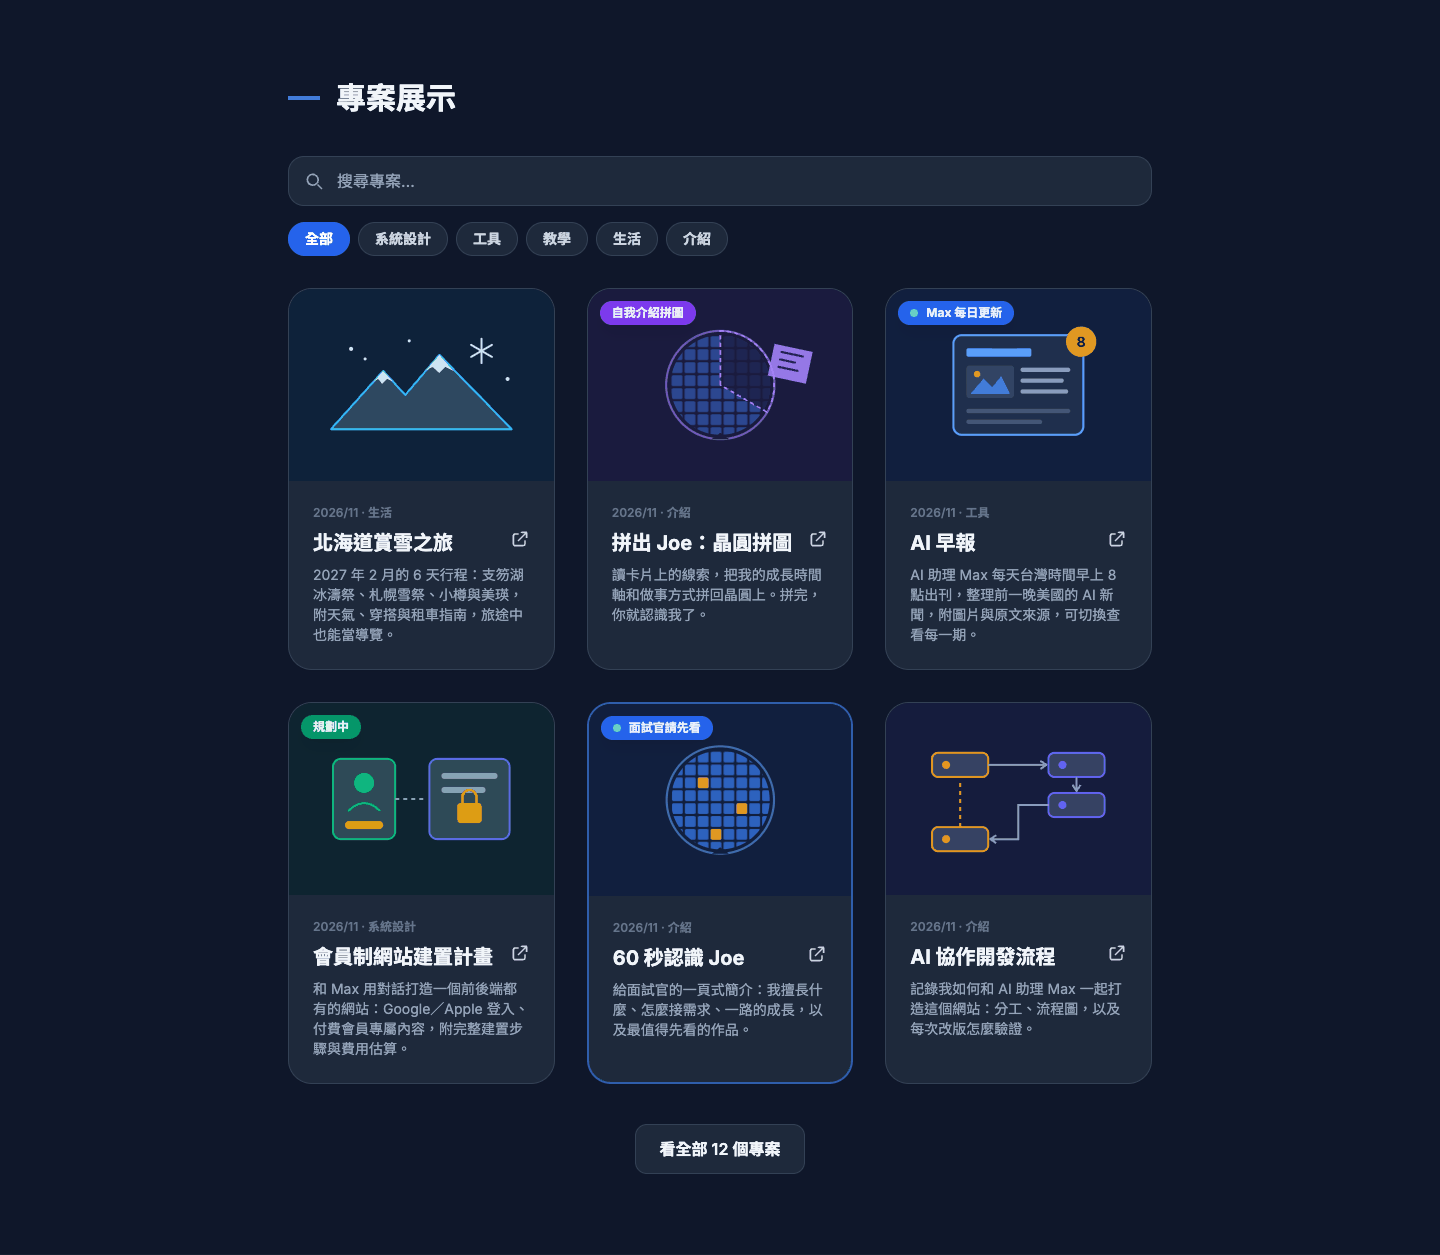 專案展示
搜尋專案...
全部
系統設計
工具
教學
生活
介紹
2026/11 · 生活
北海道賞雪之旅
2027 年 2 月的 6 天行程：支笏湖
冰濤祭、札幌雪祭、小樽與美瑛，
附天氣、穿搭與租車指南，旅途中
也能當導覽。
自我介紹拼圖
2026/11 · 介紹
拼出 Joe：晶圓拼圖
讀卡片上的線索，把我的成長時間
軸和做事方式拼回晶圓上。拼完，
你就認識我了。
Max 每日更新
8
2026/11 · 工具
AI 早報
AI 助理 Max 每天台灣時間早上 8
點出刊，整理前一晚美國的 AI 新
聞，附圖片與原文來源，可切換查
看每一期。
規劃中
2026/11 · 系統設計
會員制網站建置計畫
和 Max 用對話打造一個前後端都
有的網站：Google／Apple 登入、
付費會員專屬內容，附完整建置步
驟與費用估算。
面試官請先看
2026/11 · 介紹
60 秒認識 Joe
給面試官的一頁式簡介：我擅長什
麼、怎麼接需求、一路的成長，以
及最值得先看的作品。
2026/11 · 介紹
AI 協作開發流程
記錄我如何和 AI 助理 Max 一起打
造這個網站：分工、流程圖，以及
每次改版怎麼驗證。
看全部 12 個專案